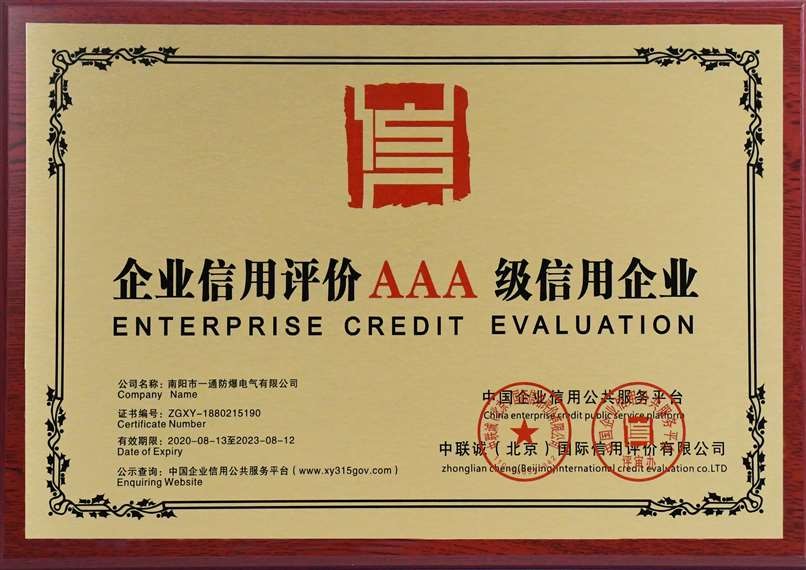 信
企业信用评价AAA 级信用企业
ENTERPRISE CREDIT EVALUATION
公司名称：南阳市一通防爆电气有限公司
Company Name
证书编号：ZGXY-1880215190
Certificate Number
有效期限：2020-08-13至2023-08-12
Date of Expiry
公示查询：中国企业信用公共服务平台（www.xy315gov.com）
Enquiring Website
中国企业信用公共服务平台
China enterprise credit public service platform
中联诚（北京）国际信用评价有限公司
zhonglian cheng(Beijing)international credit evaluation co.LTD
评审办